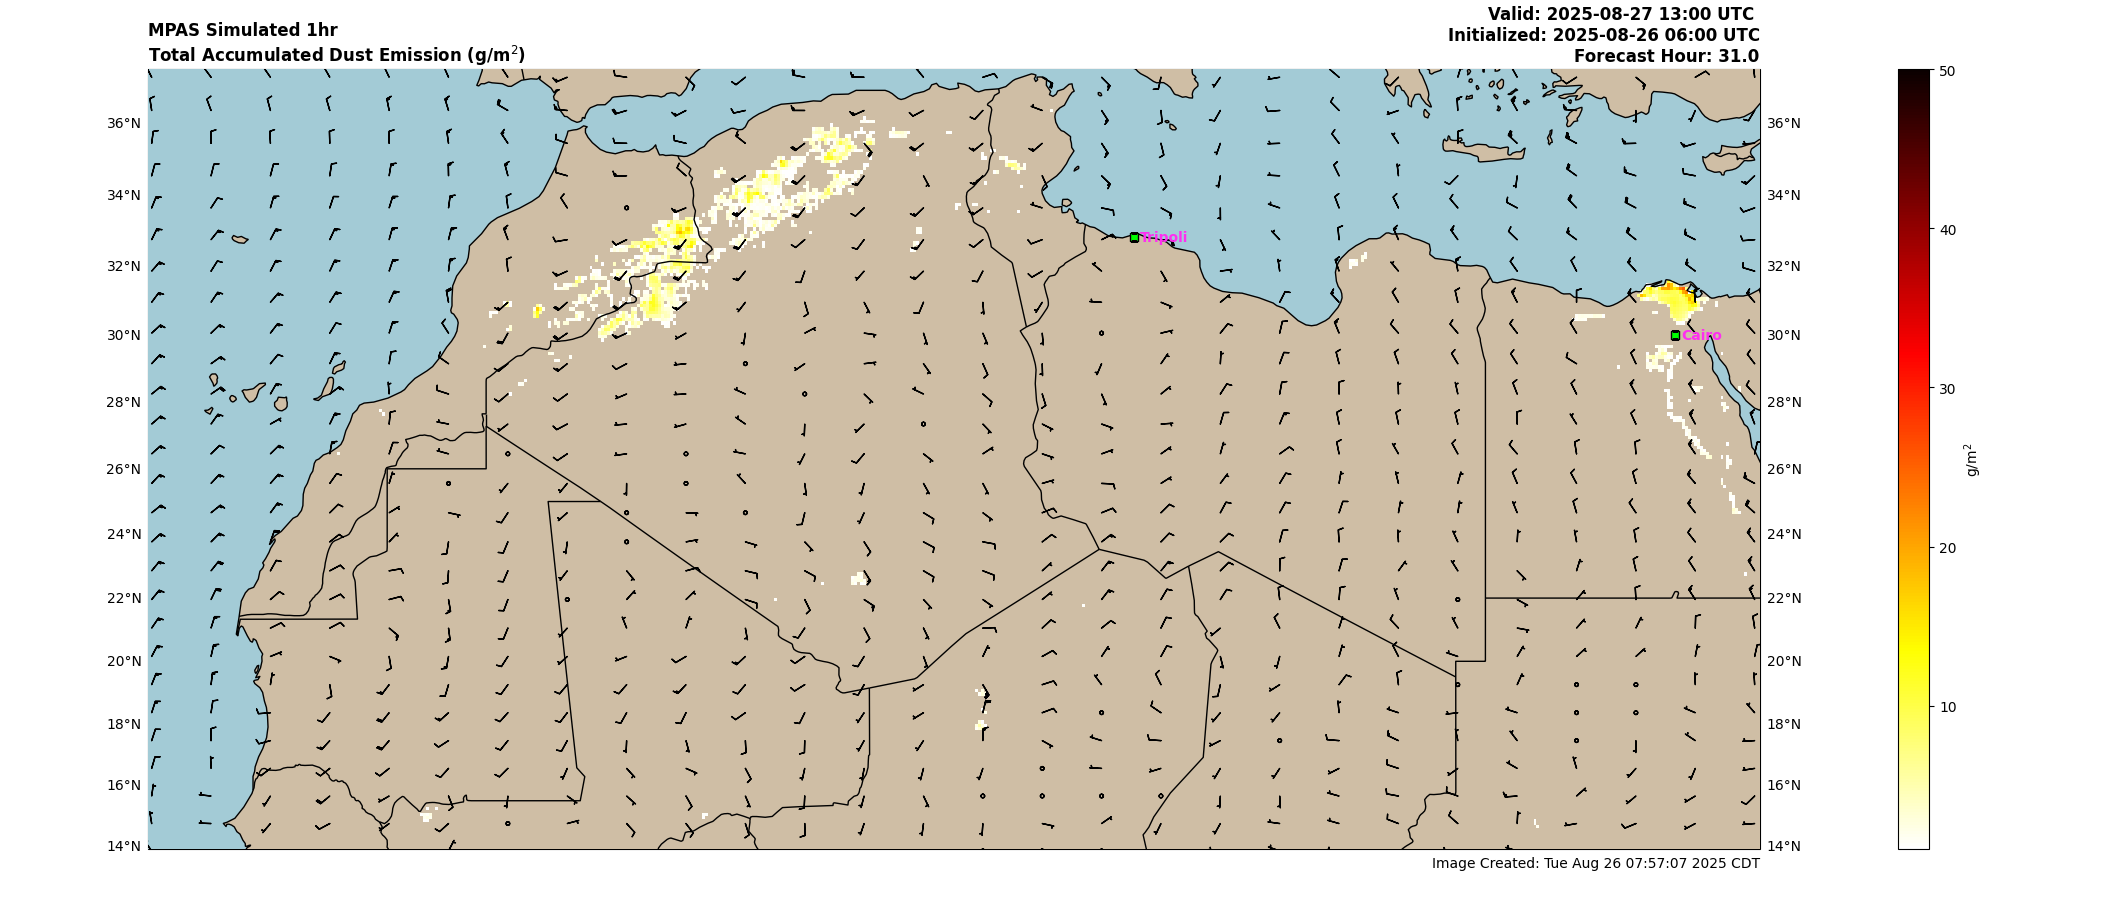 MPAS Simulated 1hr
Total Accumulated Dust Emission (g/m²)
Valid: 2025-08-27 13:00 UTC
Initialized: 2025-08-26 06:00 UTC
Forecast Hour: 31.0
36°N
34°N
32°N
30°N
28°N
26°N
24°N
22°N
20°N
18°N
16°N
14°N
Tripoli
Cairo
36°N
34°N
32°N
30°N
28°N
26°N
24°N
22°N
20°N
18°N
16°N
14°N
50
40
30
20
10
g/m²
Image Created: Tue Aug 26 07:57:07 2025 CDT